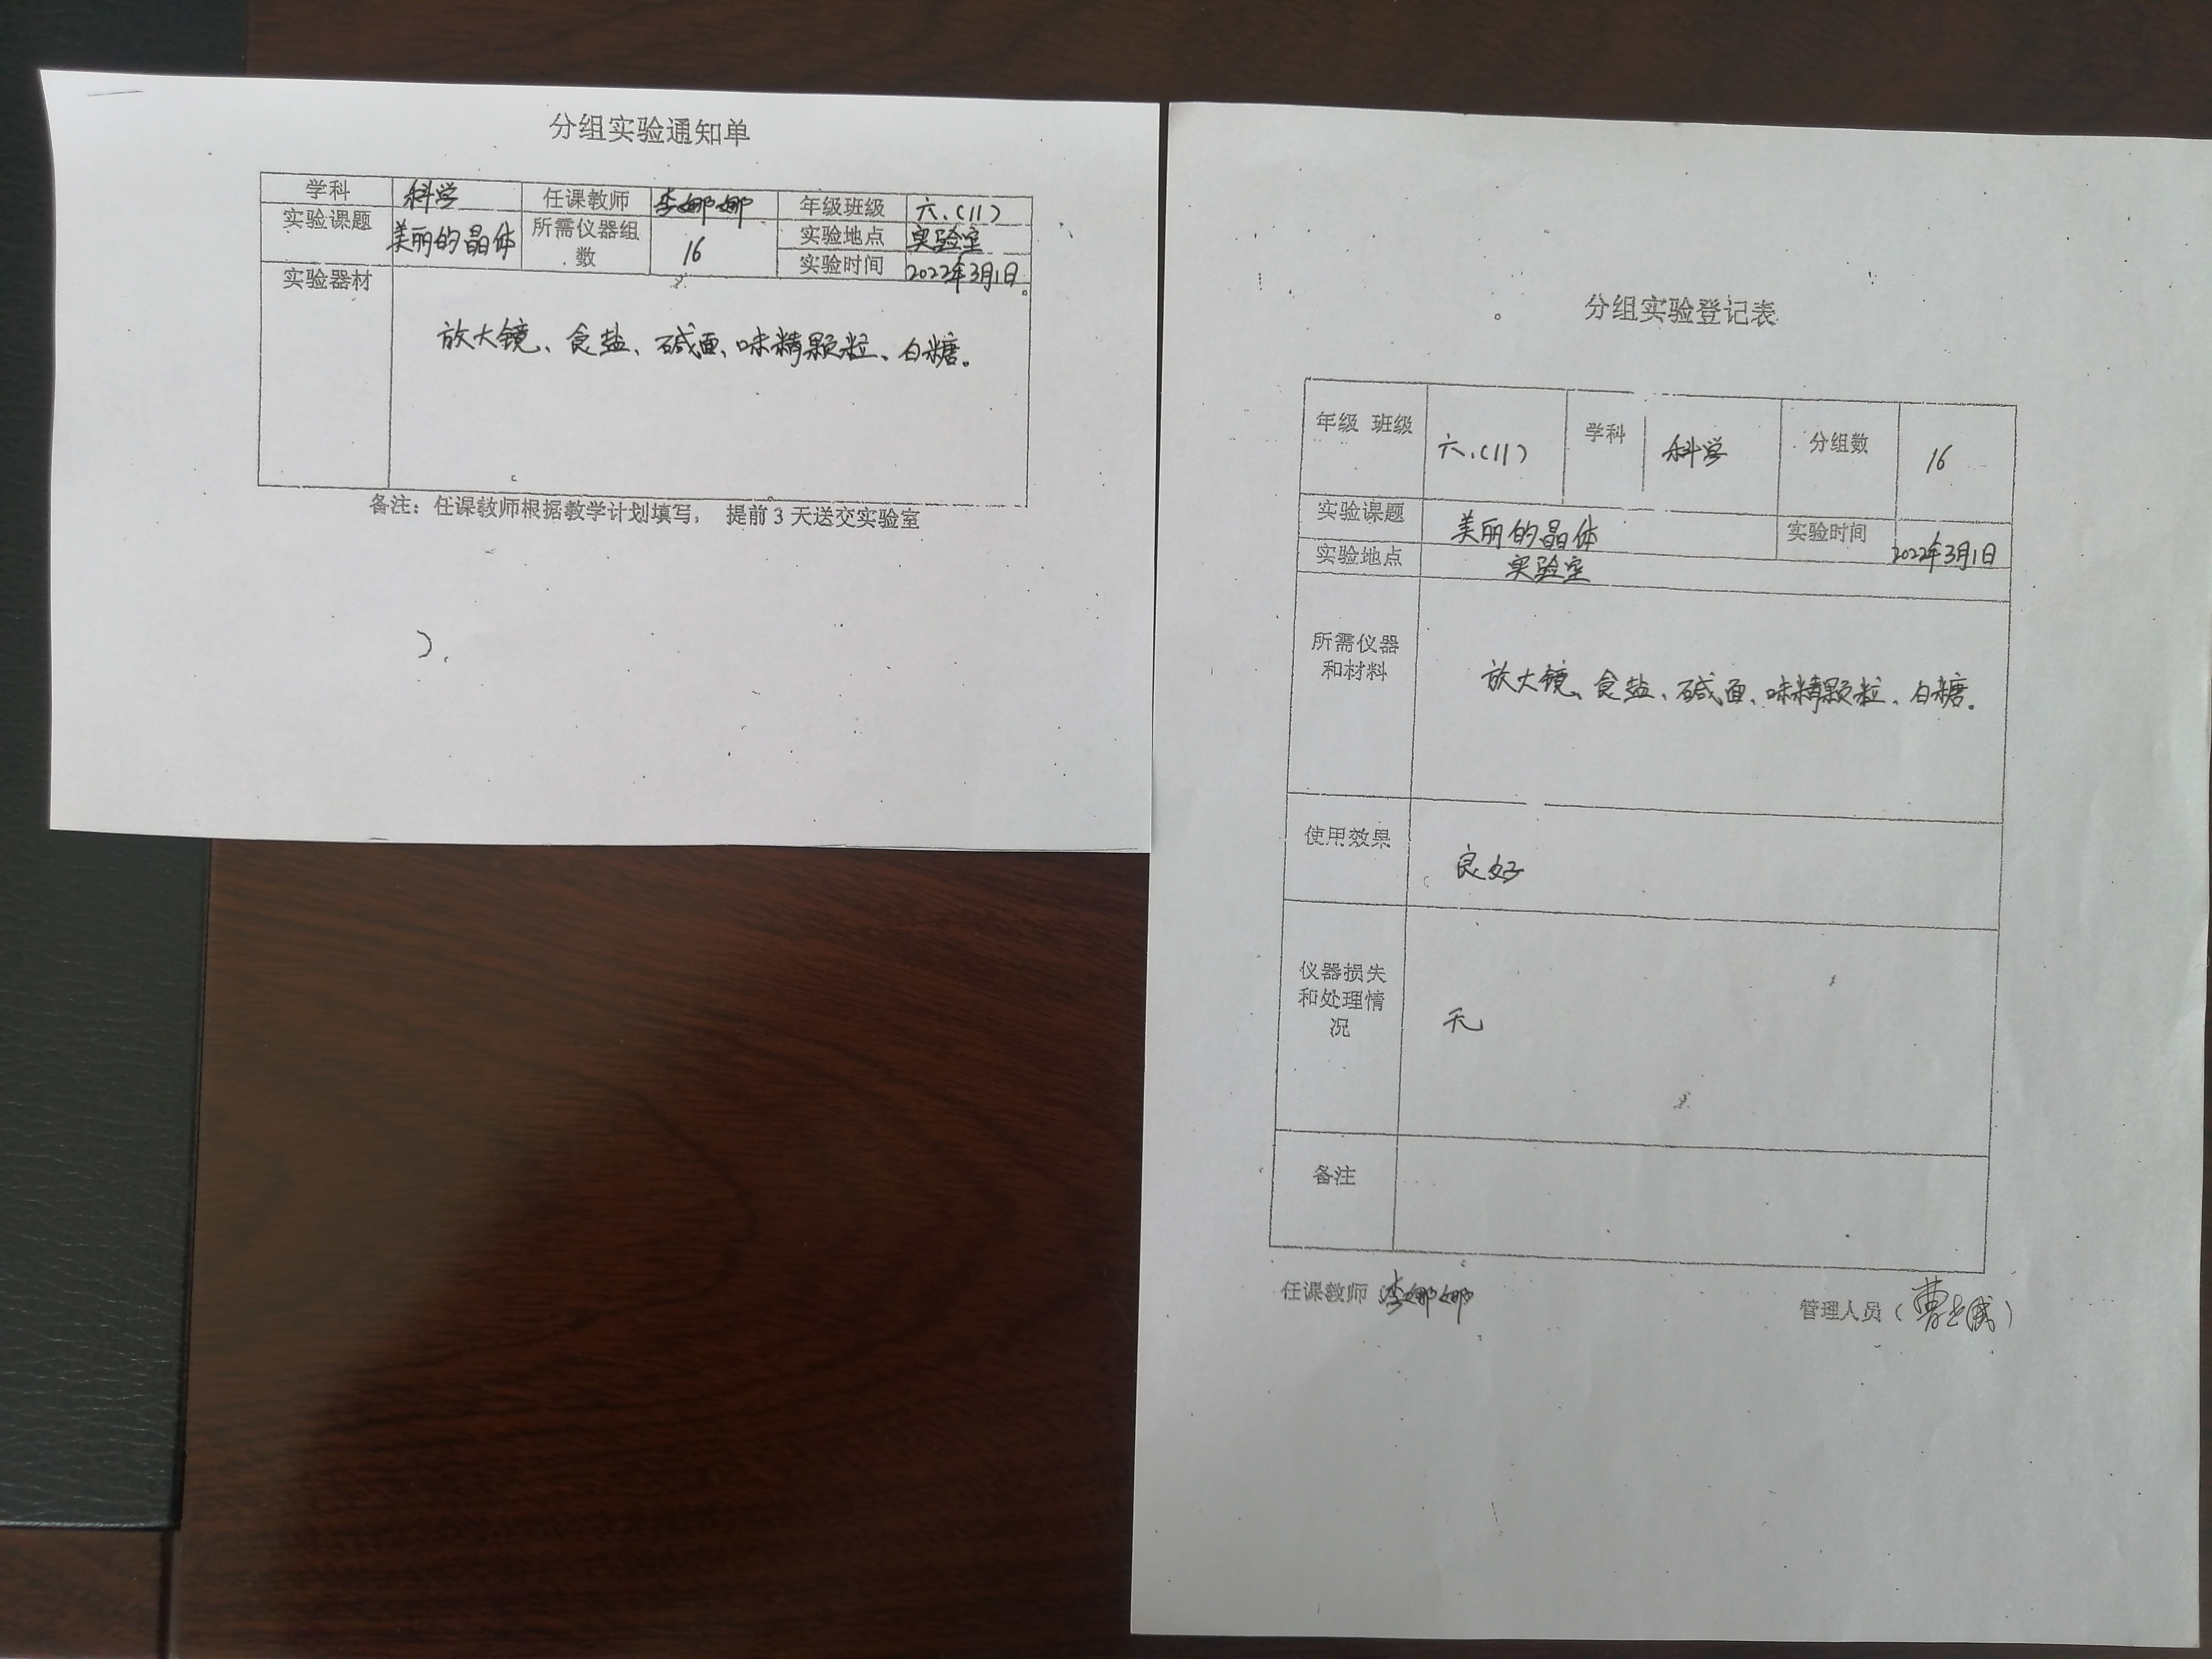 分组实验通知单
学科 科学 任课教师 李娜娜 年级班级 六.(11)
实验课题 美丽的晶体 所需仪器组数 16 实验地点 实验室
实验时间 2022年3月1日。
实验器材
放大镜、食盐、碱面、味精颗粒、白糖。
备注：任课教师根据教学计划填写， 提前3天送交实验室
分组实验登记表
年级 班级 六.(11) 学科 科学 分组数 16
实验课题 美丽的晶体 实验时间 2022年3月1日
实验地点 实验室
所需仪器
和材料
放大镜、食盐、碱面、味精颗粒、白糖。
使用效果
良好
仪器损失
和处理情
况
无
备注
任课教师 李娜娜
管理人员（曹）